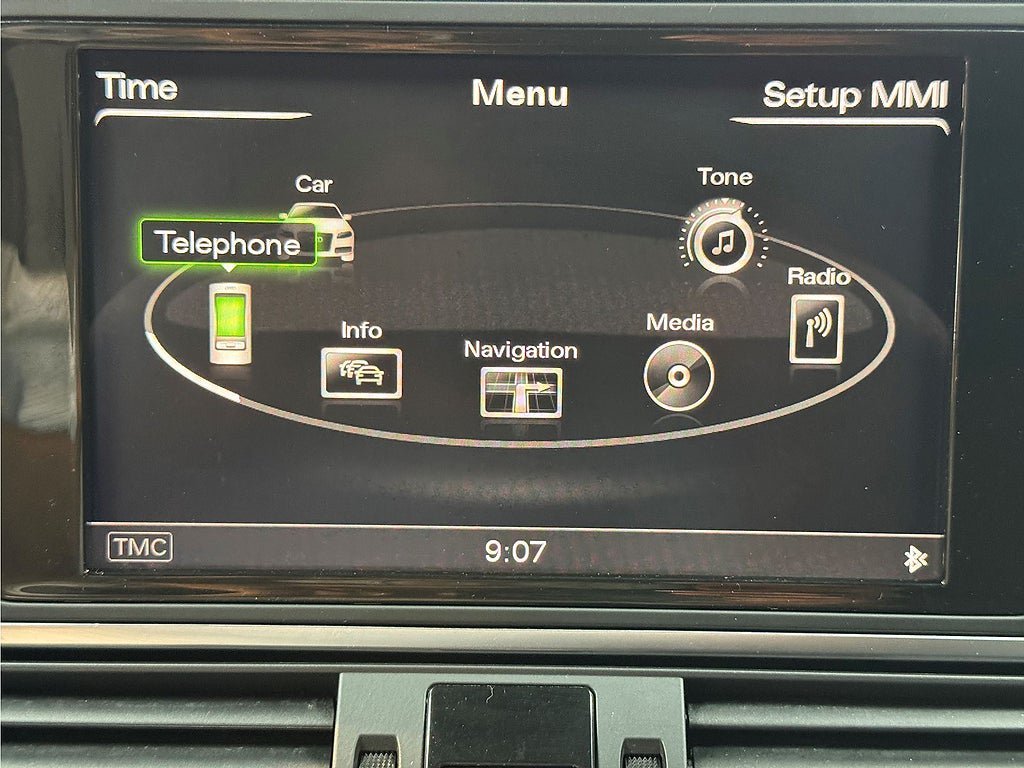 Time
Menu
Setup MMI
Car
Tone
Telephone
Radio
Info
Media
Navigation
TMC
9:07